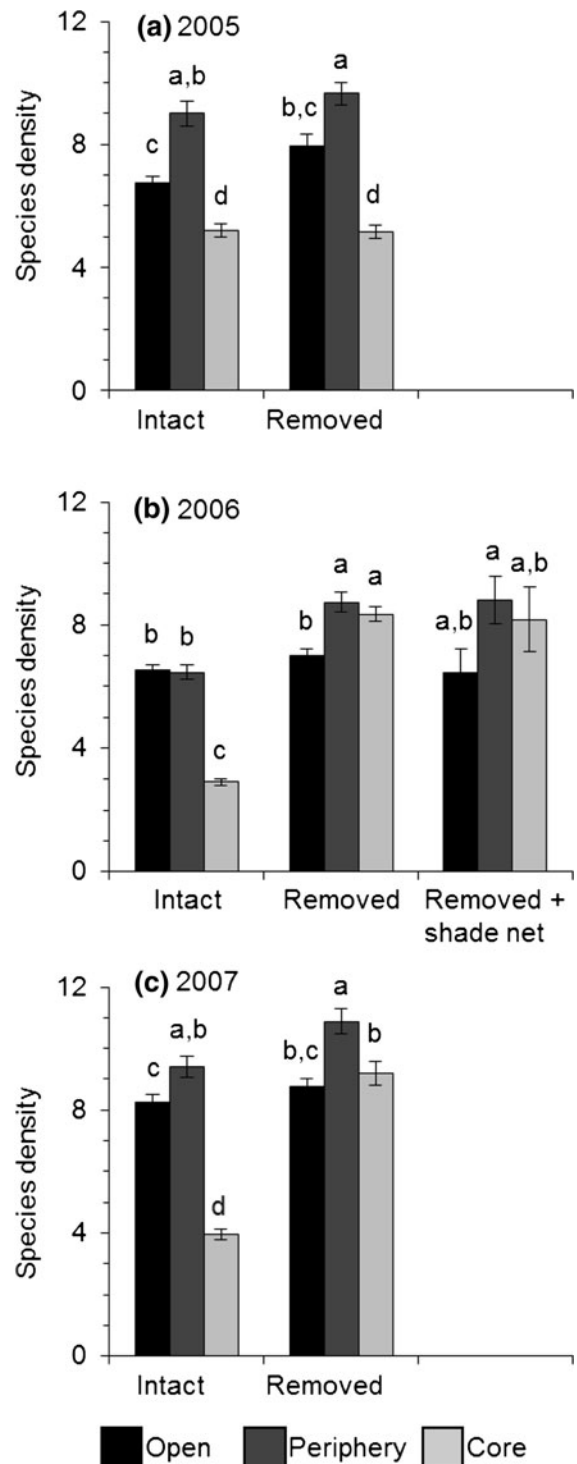 (a) 2005
Species density
12
8
4
0
c
a,b
d
b,c
a
d
Intact
Removed
(b) 2006
Species density
12
8
4
0
b
b
c
b
a
a
a,b
a
a,b
Intact
Removed
Removed +
shade net
(c) 2007
Species density
12
8
4
0
c
a,b
d
b,c
a
b
Intact
Removed
Open
Periphery
Core